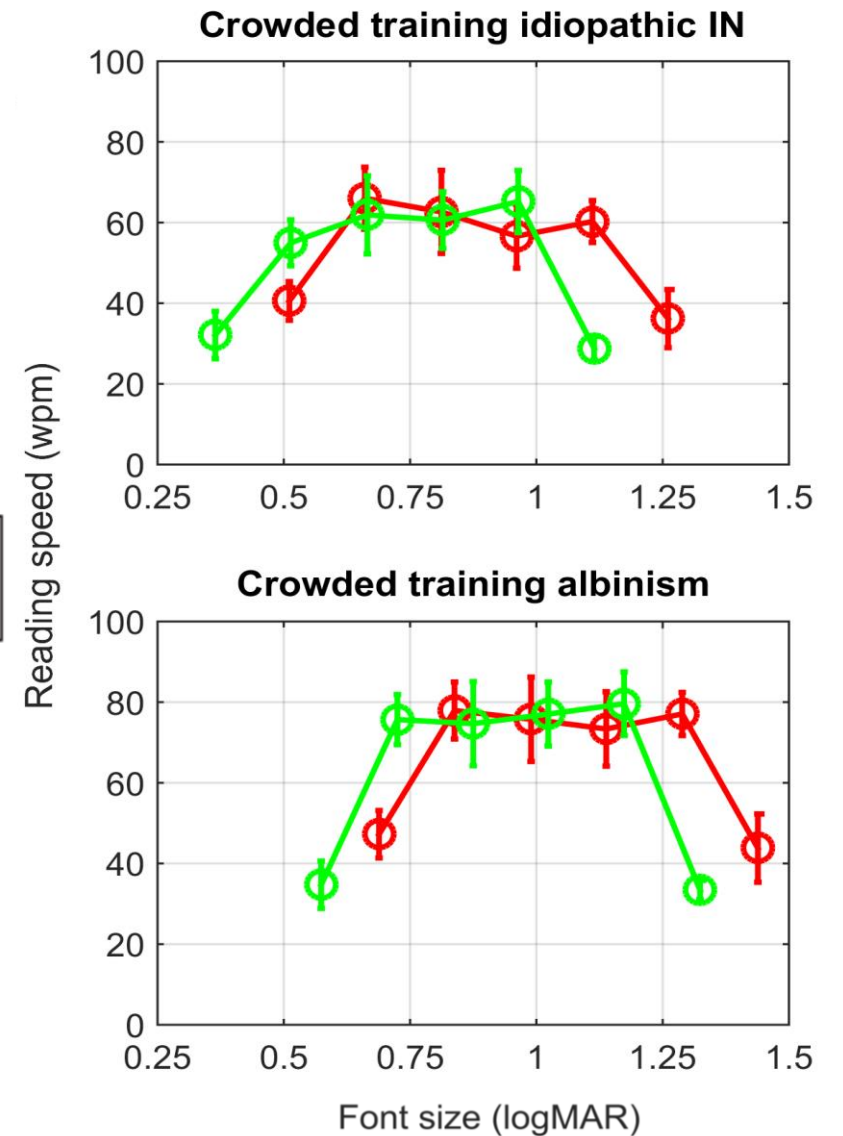 Crowded training idiopathic IN
100
80
60
40
20
0
0.25 0.5 0.75 1 1.25 1.5
Reading speed (wpm)
Crowded training albinism
100
80
60
40
20
0
0.25 0.5 0.75 1 1.25 1.5
Font size (logMAR)